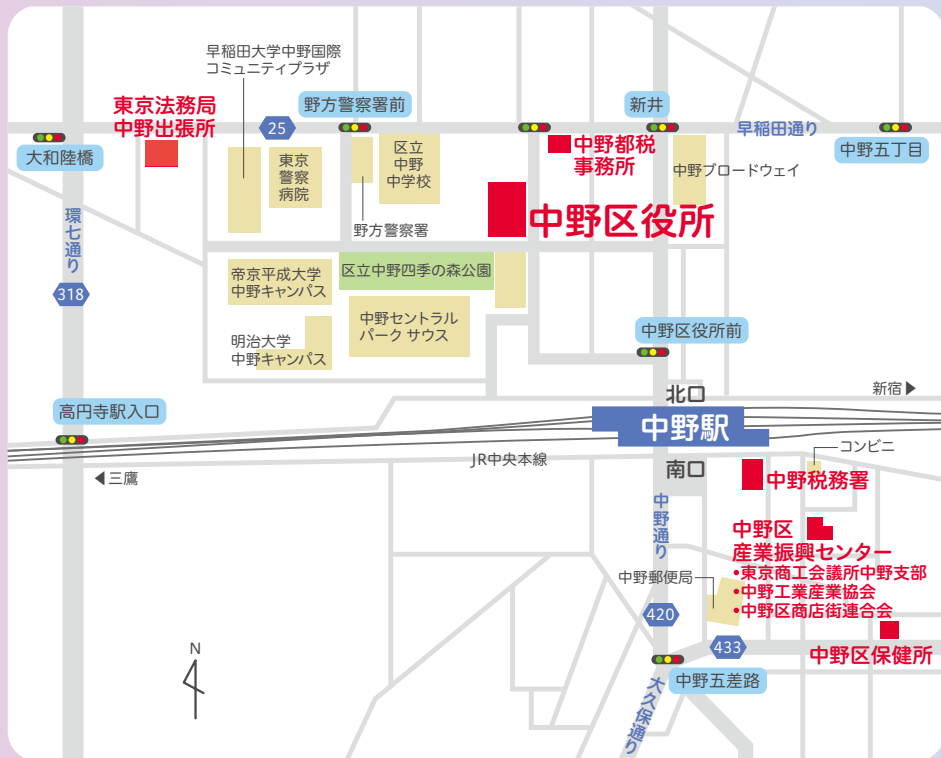 早稲田大学中野国際
コミュニティプラザ
東京法務局
中野出張所
25
野方警察署前
新井
早稲田通り
大和陸橋
中野五丁目
東京
警察
病院
区立
中野
中学校
中野都税
事務所
中野ブロードウェイ
野方警察署
中野区役所
環七通り
318
帝京平成大学
中野キャンパス
区立中野四季の森公園
中野セントラル
パーク サウス
明治大学
中野キャンパス
中野区役所前
高円寺駅入口
北口
新宿▶
中野駅
JR中央本線
南口
コンビニ
◀三鷹
中野税務署
中野通り
中野区
産業振興センター
•東京商工会議所中野支部
•中野工業産業協会
•中野区商店街連合会
中野郵便局
420
433
中野区保健所
中野五差路
大久保通り
N